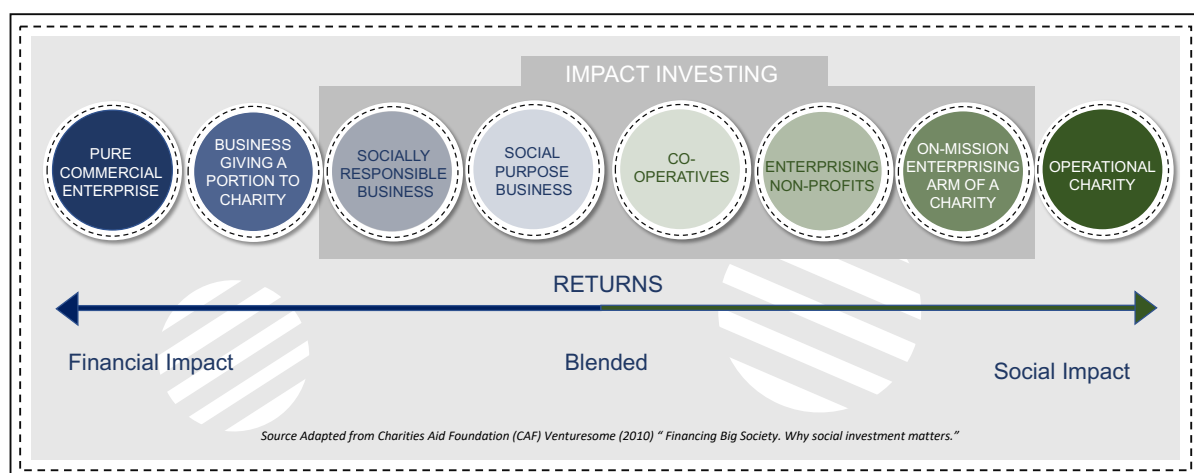 IMPACT INVESTING
PURE
COMMERCIAL
ENTERPRISE
BUSINESS
GIVING A
PORTION TO
CHARITY
SOCIALLY
RESPONSIBLE
BUSINESS
SOCIAL
PURPOSE
BUSINESS
CO-
OPERATIVES
ENTERPRISING
NON-PROFITS
ON-MISSION
ENTERPRISING
ARM OF A
CHARITY
OPERATIONAL
CHARITY
RETURNS
Financial Impact
Blended
Social Impact
Source Adapted from Charities Aid Foundation (CAF) Venturesome (2010) “ Financing Big Society. Why social investment matters.”